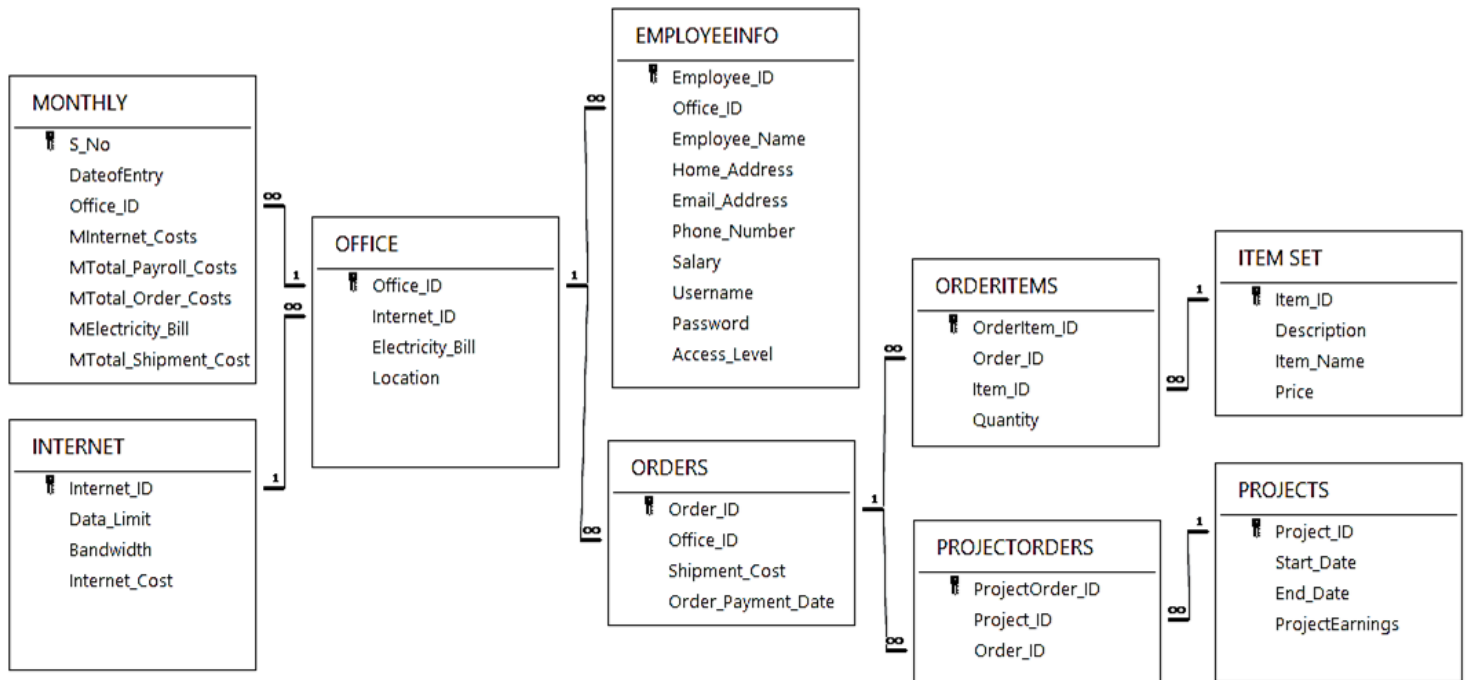 MONTHLY
S_No
DateofEntry
Office_ID
MInternet_Costs
MTotal_Payroll_Costs
MTotal_Order_Costs
MElectricity_Bill
MTotal_Shipment_Cost
INTERNET
Internet_ID
Data_Limit
Bandwidth
Internet_Cost
∞
1
∞
1
OFFICE
Office_ID
Internet_ID
Electricity_Bill
Location
1
∞
∞
EMPLOYEEINFO
Employee_ID
Office_ID
Employee_Name
Home_Address
Email_Address
Phone_Number
Salary
Username
Password
Access_Level
ORDERS
Order_ID
Office_ID
Shipment_Cost
Order_Payment_Date
1
∞
∞
ORDERITEMS
OrderItem_ID
Order_ID
Item_ID
Quantity
PROJECTORDERS
ProjectOrder_ID
Project_ID
Order_ID
1
∞
1
∞
ITEM SET
Item_ID
Description
Item_Name
Price
PROJECTS
Project_ID
Start_Date
End_Date
ProjectEarnings